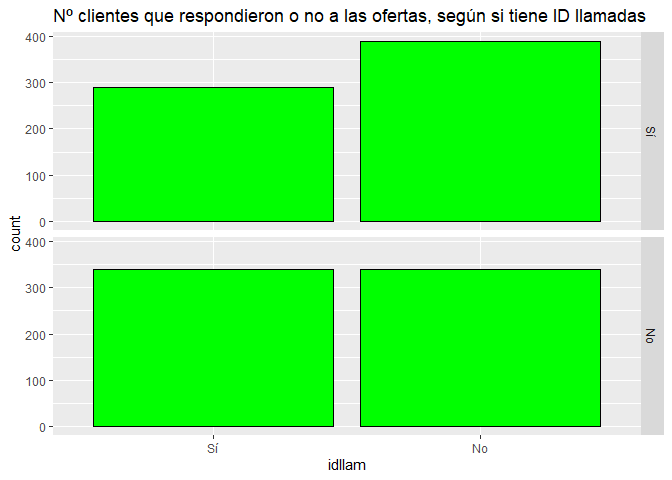 Nº clientes que respondieron o no a las ofertas, según si tiene ID llamadas
400
300
200
100
0
Sí
400
300
200
100
0
No
count
Sí No
idllam